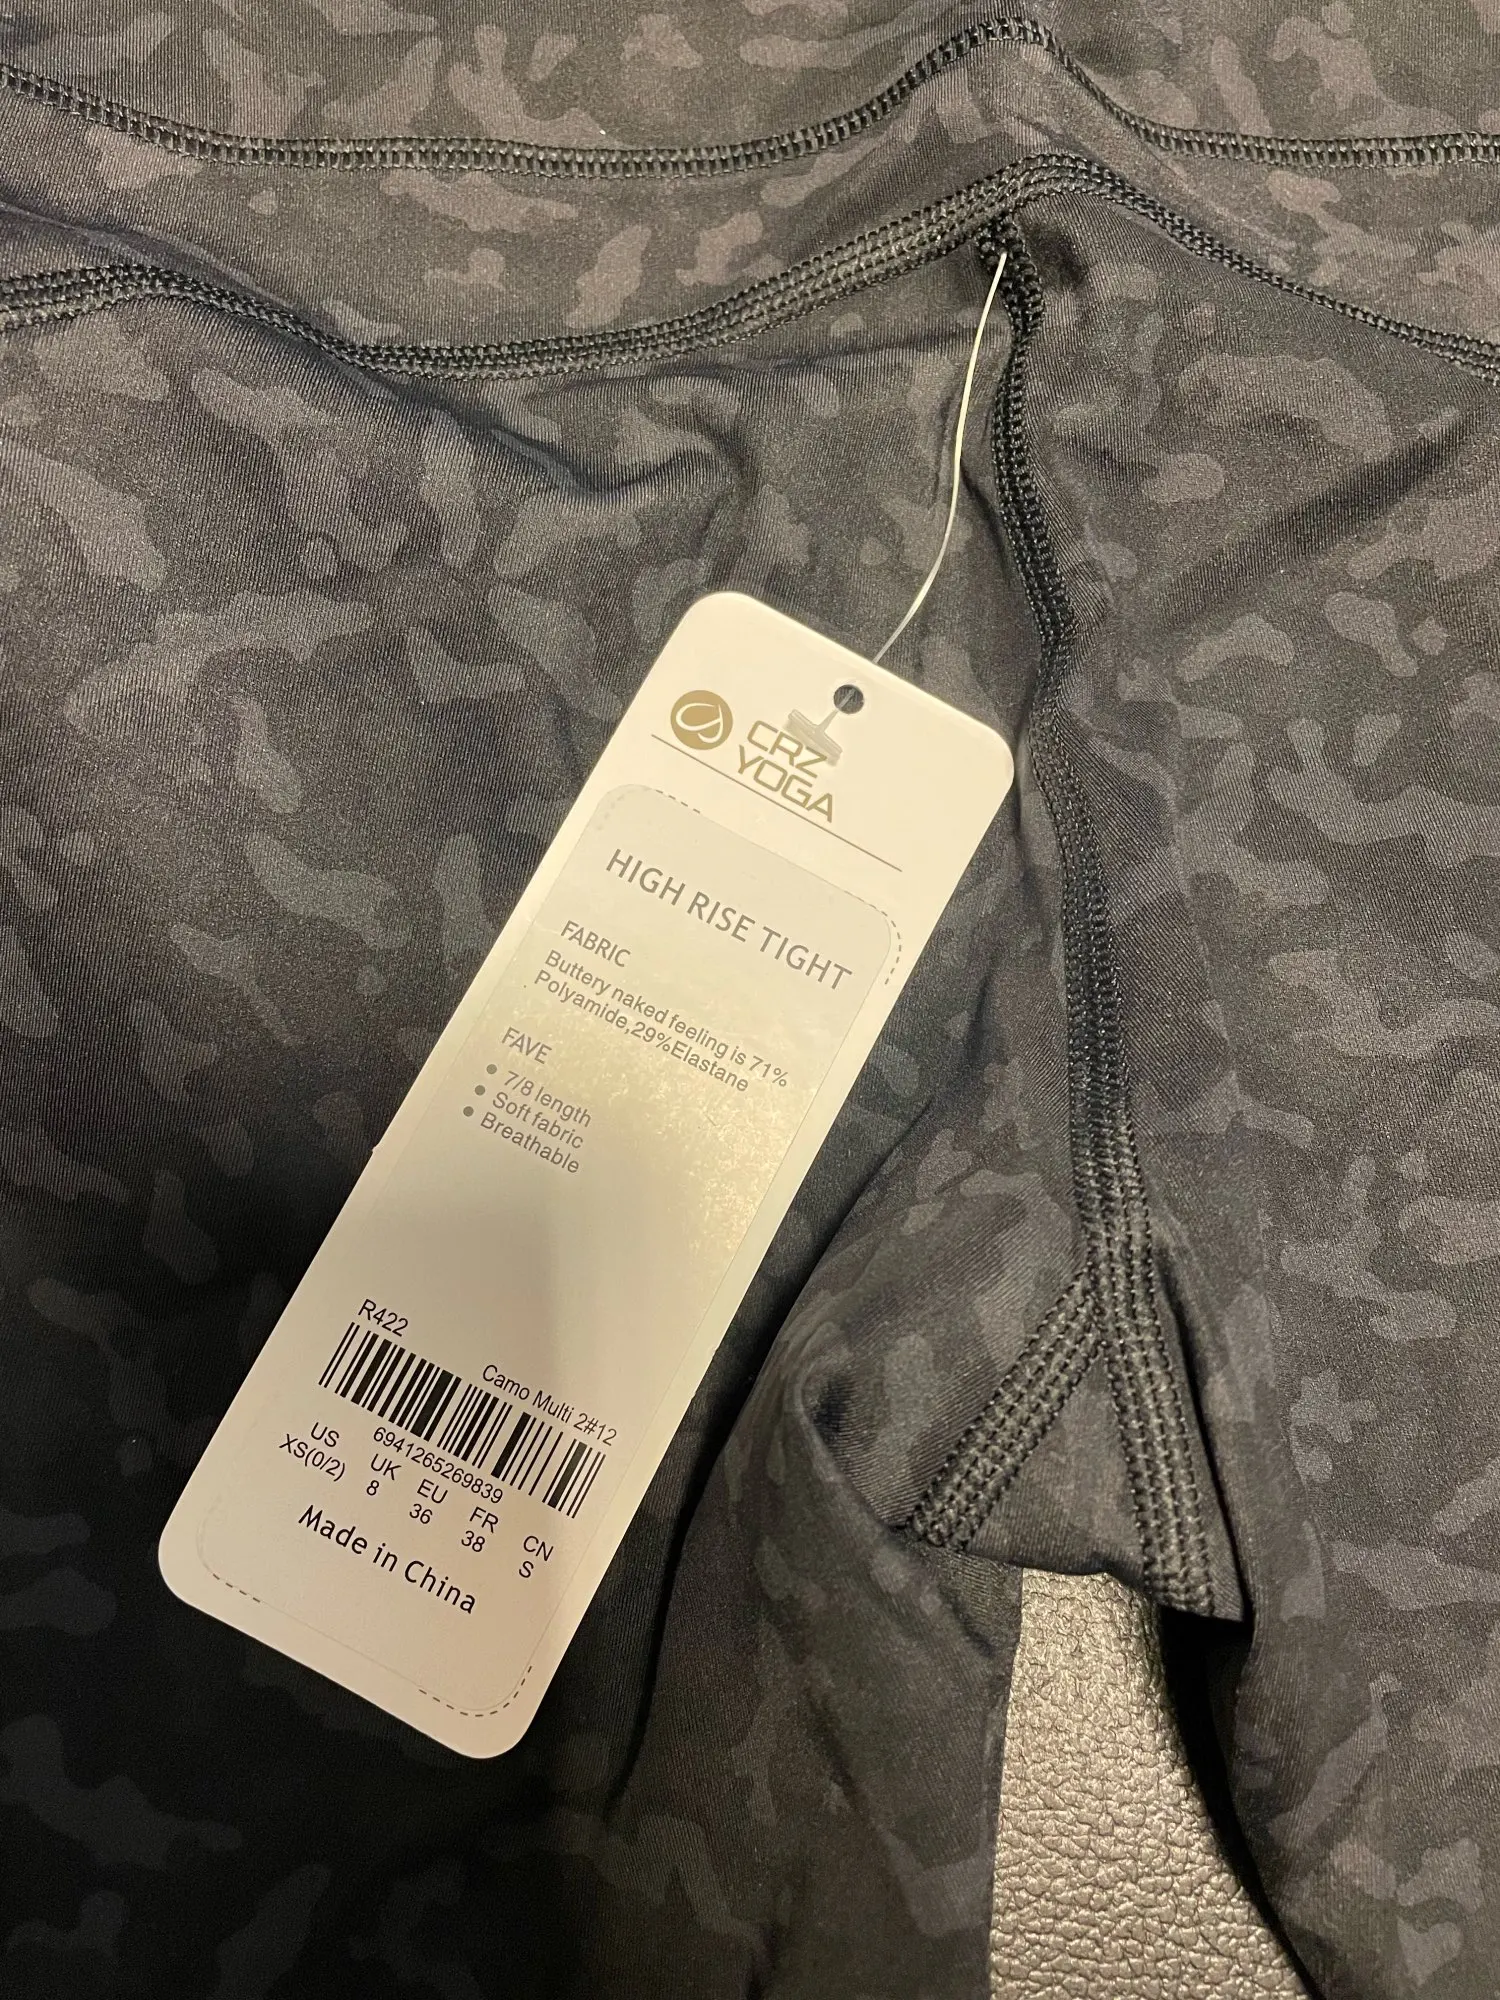 CRZ
YOGA
HIGH RISE TIGHT
FABRIC
Buttery naked feeling is 71%
Polyamide,29%Elastane
FAVE
• 7/8 length
• Soft fabric
• Breathable
R422
Camo Multi 2#12
6941265269839
US UK EU FR CN
XS(0/2) 8 36 38 S
Made in China